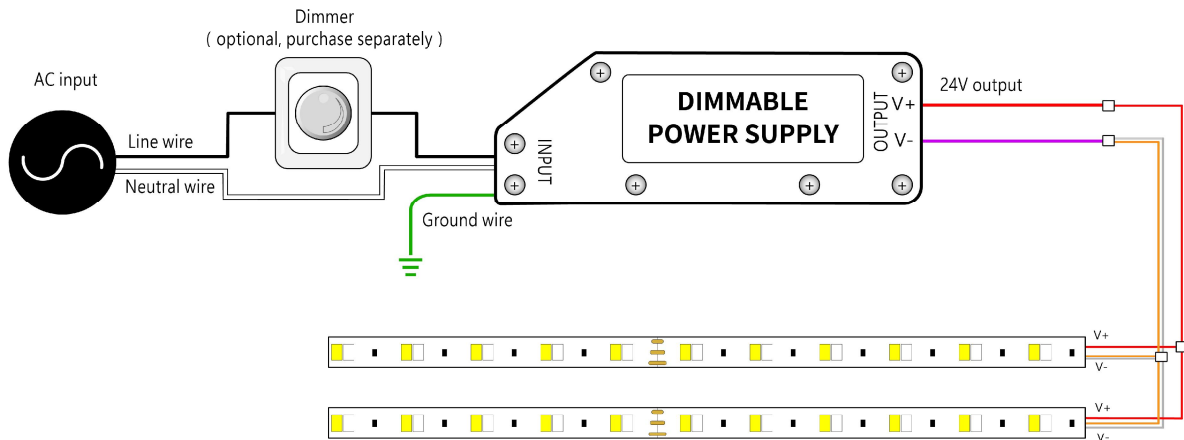 Dimmer
( optional, purchase separately )
AC input
Line wire
Neutral wire
Ground wire
INPUT
DIMMABLE
POWER SUPPLY
OUTPUT
V+
V-
24V output
V+
V-
V+
V-